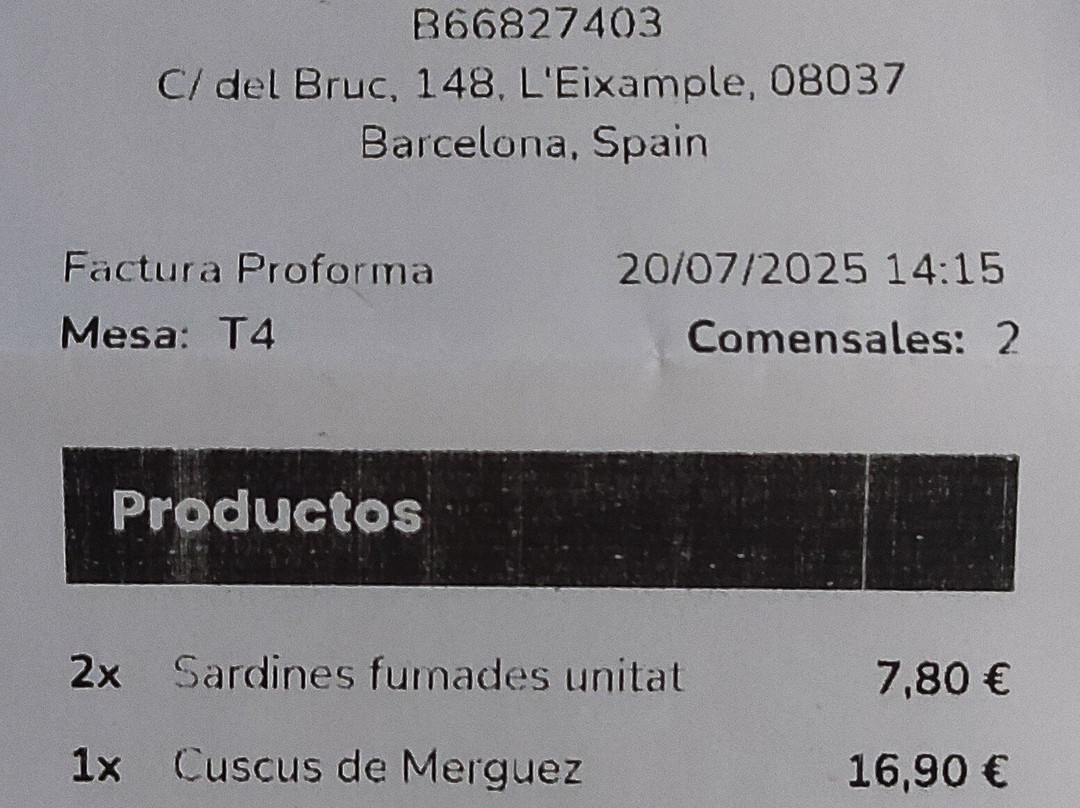 B66827403
C/ del Bruc, 148, L'Eixample, 08037
Barcelona, Spain
Factura Proforma 20/07/2025 14:15
Mesa: T4 Comensales: 2
Productos
2x Sardines fumades unitat 7,80 €
1x Cuscus de Merguez 16,90 €